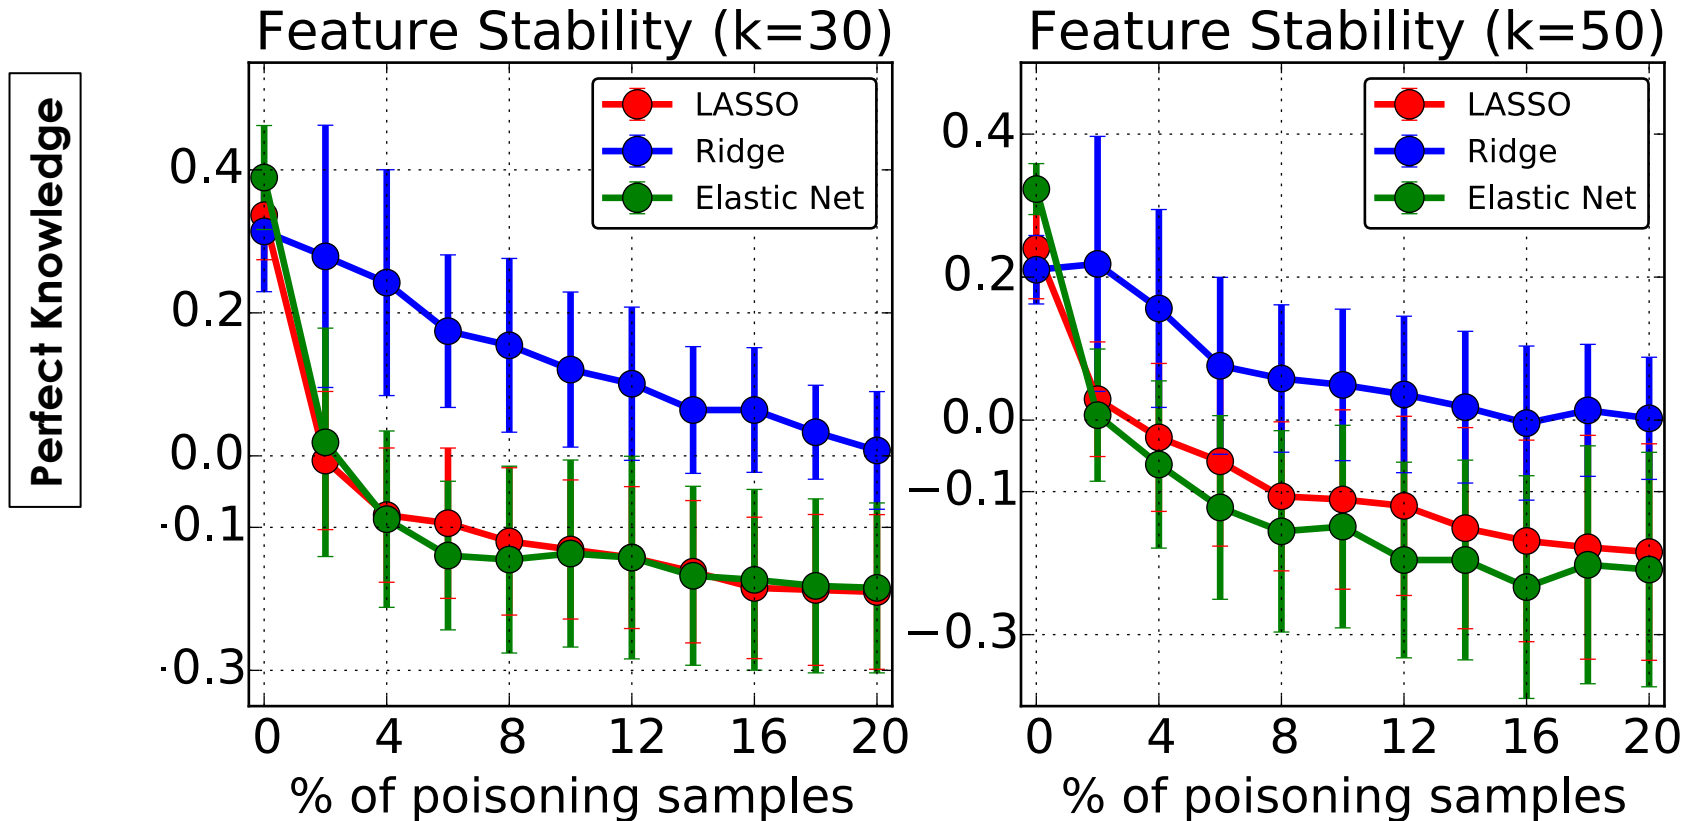 Perfect Knowledge
Feature Stability (k=30)
LASSO
Ridge
Elastic Net
0.4
0.2
0.0
-0.1
-0.3
0 4 8 12 16 20
% of poisoning samples
Feature Stability (k=50)
LASSO
Ridge
Elastic Net
0.4
0.2
0.0
−0.1
−0.3
0 4 8 12 16 20
% of poisoning samples